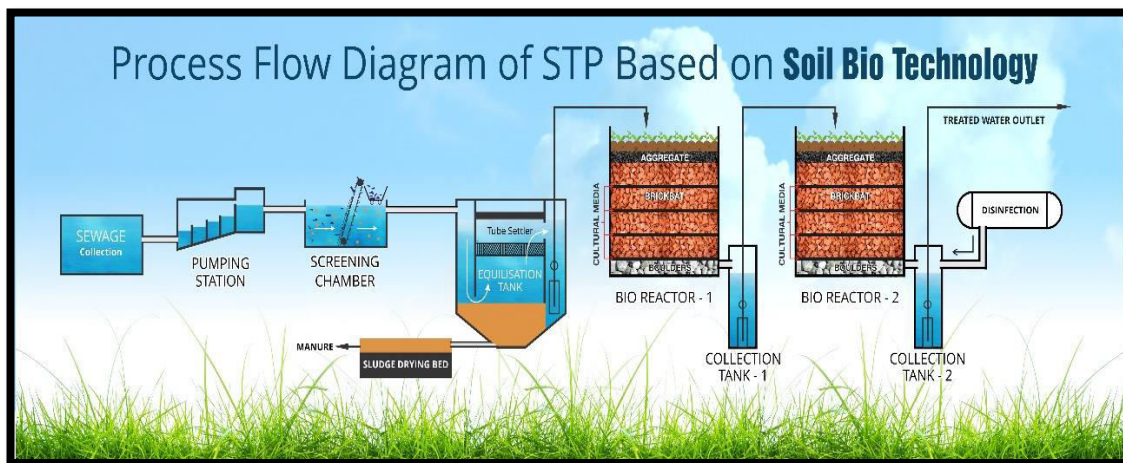 Process Flow Diagram of STP Based on Soil Bio Technology
SEWAGE
Collection
PUMPING
STATION
SCREENING
CHAMBER
Tube Settler
EQUILISATION
TANK
MANURE
SLUDGE DRYING BED
CULTURAL MEDIA
AGGREGATE
BRICKBAT
BOULDERS
BIO REACTOR - 1
COLLECTION
TANK - 1
CULTURAL MEDIA
AGGREGATE
BRICKBAT
BOULDERS
BIO REACTOR - 2
COLLECTION
TANK - 2
TREATED WATER OUTLET
DISINFECTION